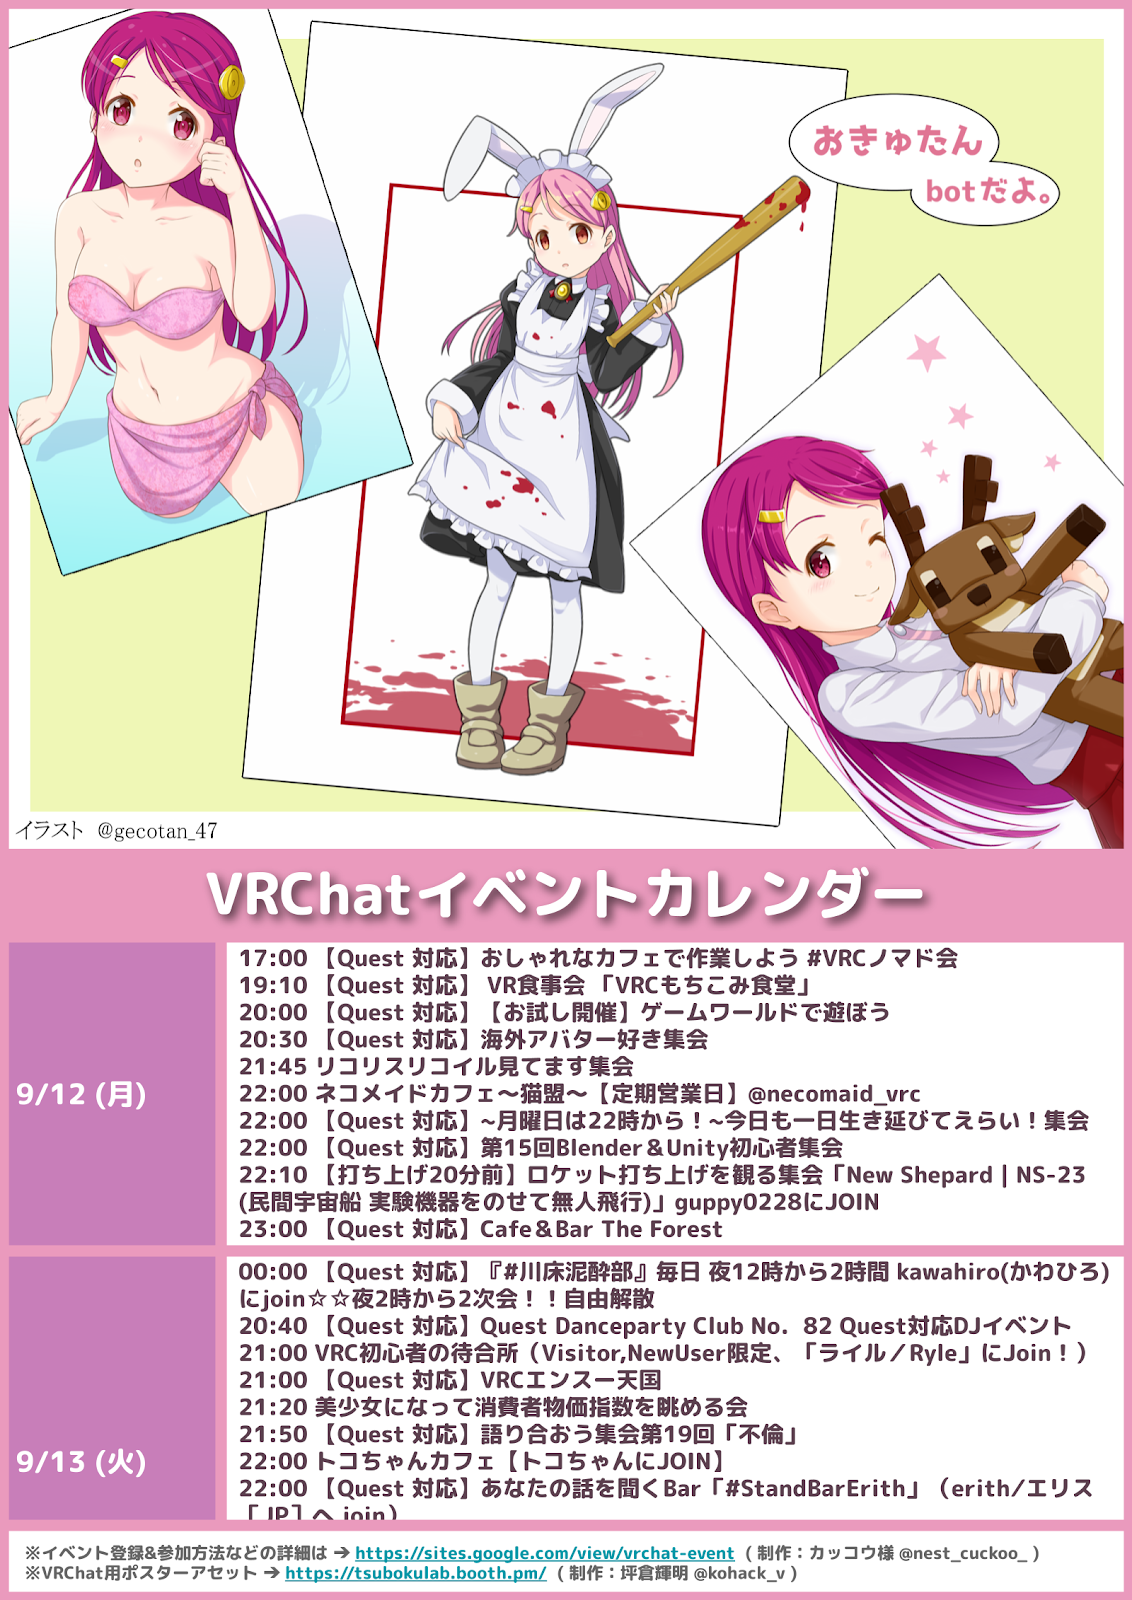 おきゅたん
botだよ。
イラスト @gecotan_47
VRChatイベントカレンダー
9/12 (月)
17:00 【Quest 対応】おしゃれなカフェで作業しよう #VRCノマド会
19:10 【Quest 対応】 VR食事会 「VRCもちこみ食堂」
20:00 【Quest 対応】【お試し開催】ゲームワールドで遊ぼう
20:30 【Quest 対応】海外アバター好き集会
21:45 リコリスリコイル見てます集会
22:00 ネコメイドカフェ～猫盟～【定期営業日】@necomaid_vrc
22:00 【Quest 対応】~月曜日は22時から！~今日も一日生き延びてえらい！集会
22:00 【Quest 対応】第15回Blender＆Unity初心者集会
22:10 【打ち上げ20分前】ロケット打ち上げを観る集会「New Shepard | NS-23
(民間宇宙船 実験機器をのせて無人飛行)」guppy0228にJOIN
23:00 【Quest 対応】Cafe＆Bar The Forest
9/13 (火)
00:00 【Quest 対応】『#川床泥酔部』毎日 夜12時から2時間 kawahiro(かわひろ)
にjoin☆☆夜2時から2次会！！自由解散
20:40 【Quest 対応】Quest Danceparty Club No．82 Quest対応DJイベント
21:00 VRC初心者の待合所（Visitor,NewUser限定、「ライル／Ryle」にJoin！）
21:00 【Quest 対応】VRCエンスー天国
21:20 美少女になって消費者物価指数を眺める会
21:50 【Quest 対応】語り合おう集会第19回「不倫」
22:00 トコちゃんカフェ【トコちゃんにJOIN】
22:00 【Quest 対応】あなたの話を聞くBar「#StandBarErith」（erith/エリス
［JP］へ join）
※イベント登録&参加方法などの詳細は ➔ https://sites.google.com/view/vrchat-event （制作：カッコウ様 @nest_cuckoo_ ）
※VRChat用ポスターアセット ➔ https://tsubokulab.booth.pm/ （制作：坪倉輝明 @kohack_v ）